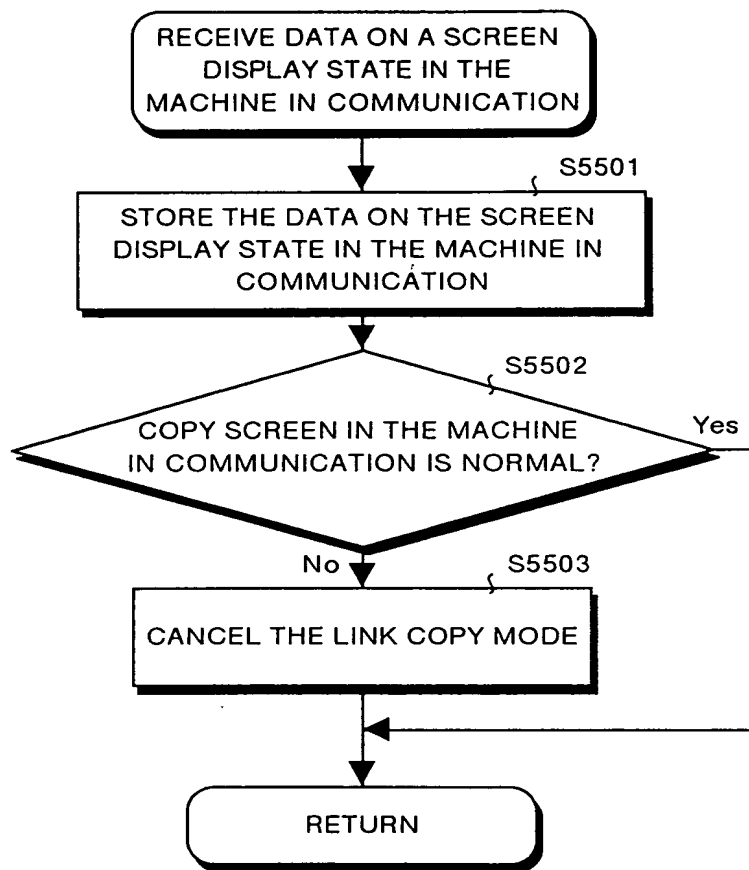 RECEIVE DATA ON A SCREEN
DISPLAY STATE IN THE
MACHINE IN COMMUNICATION
S5501
STORE THE DATA ON THE SCREEN
DISPLAY STATE IN THE MACHINE IN
COMMUNICATION
S5502
COPY SCREEN IN THE MACHINE
IN COMMUNICATION IS NORMAL?
Yes
No
S5503
CANCEL THE LINK COPY MODE
RETURN